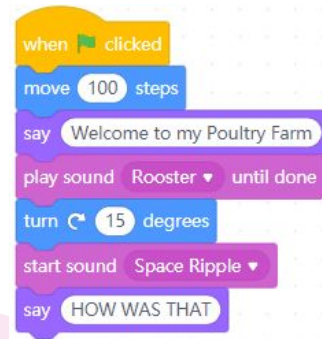 when clicked
move 100 steps
say Welcome to my Poultry Farm
play sound Rooster until done
turn 15 degrees
start sound Space Ripple
say HOW WAS THAT